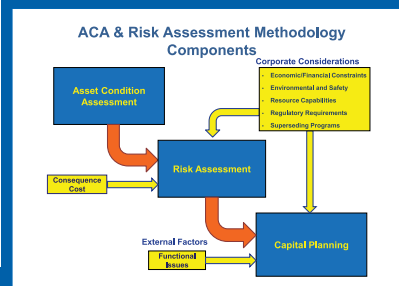 ACA & Risk Assessment Methodology
Components
Corporate Considerations
- Economic/Financial Constraints
- Environmental and Safety
- Resource Capabilities
- Regulatory Requirements
- Superseding Programs
Asset Condition
Assessment
Risk Assessment
Consequence
Cost
External Factors
Functional
Issues
Capital Planning